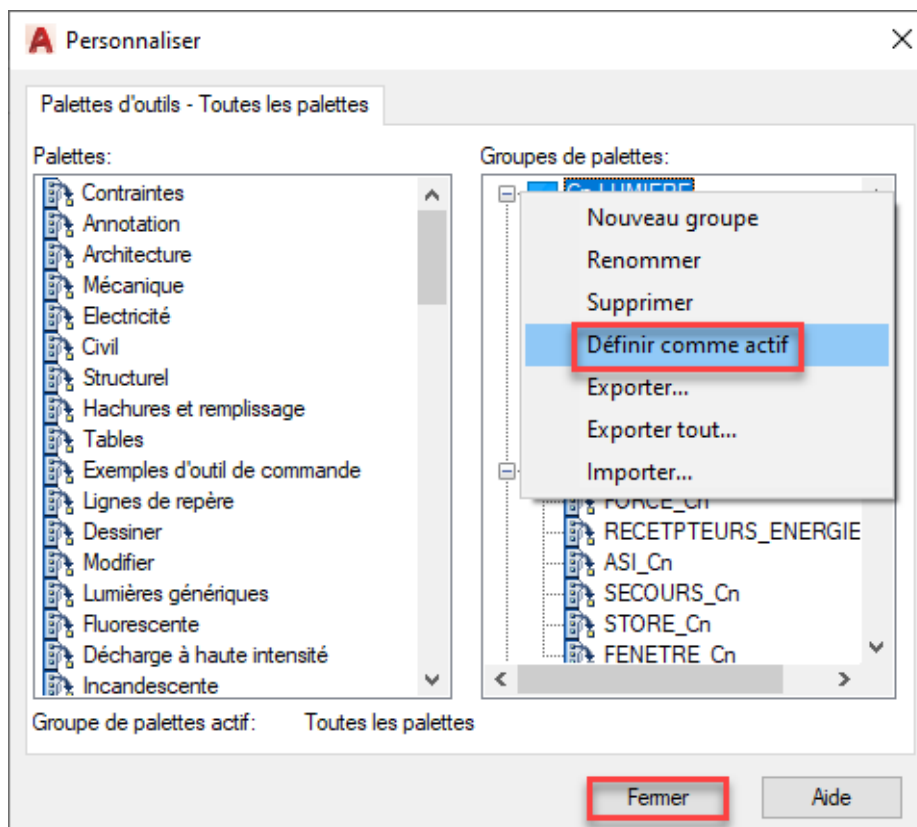 Personnaliser
Palettes d'outils - Toutes les palettes
Palettes:
Contraintes
Annotation
Architecture
Mécanique
Electricité
Civil
Structurel
Hachures et remplissage
Tables
Exemples d'outil de commande
Lignes de repère
Dessiner
Modifier
Lumières génériques
Fluorescente
Décharge à haute intensité
Incandescente
Groupes de palettes:
Cn-LUMIERE
Nouveau groupe
Renommer
Supprimer
Définir comme actif
Exporter...
Exporter tout...
Importer...
FORCE_Cn
RECETPTEURS_ENERGIE
ASI_Cn
SECOURS_Cn
STORE_Cn
FENETRE_Cn
Groupe de palettes actif: Toutes les palettes
Fermer
Aide